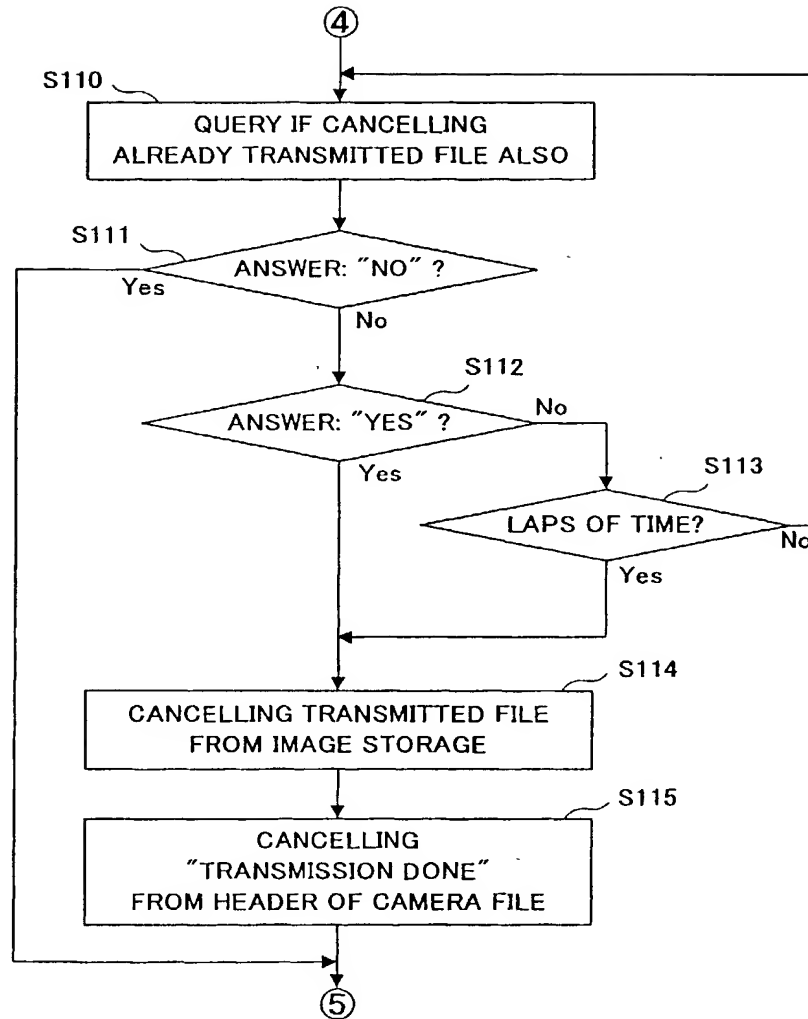 ④
S110
QUERY IF CANCELLING
ALREADY TRANSMITTED FILE ALSO
S111
ANSWER: "NO" ?
Yes
No
S112
ANSWER: "YES" ?
No
Yes
S113
LAPS OF TIME?
No
Yes
S114
CANCELLING TRANSMITTED FILE
FROM IMAGE STORAGE
S115
CANCELLING
"TRANSMISSION DONE"
FROM HEADER OF CAMERA FILE
⑤